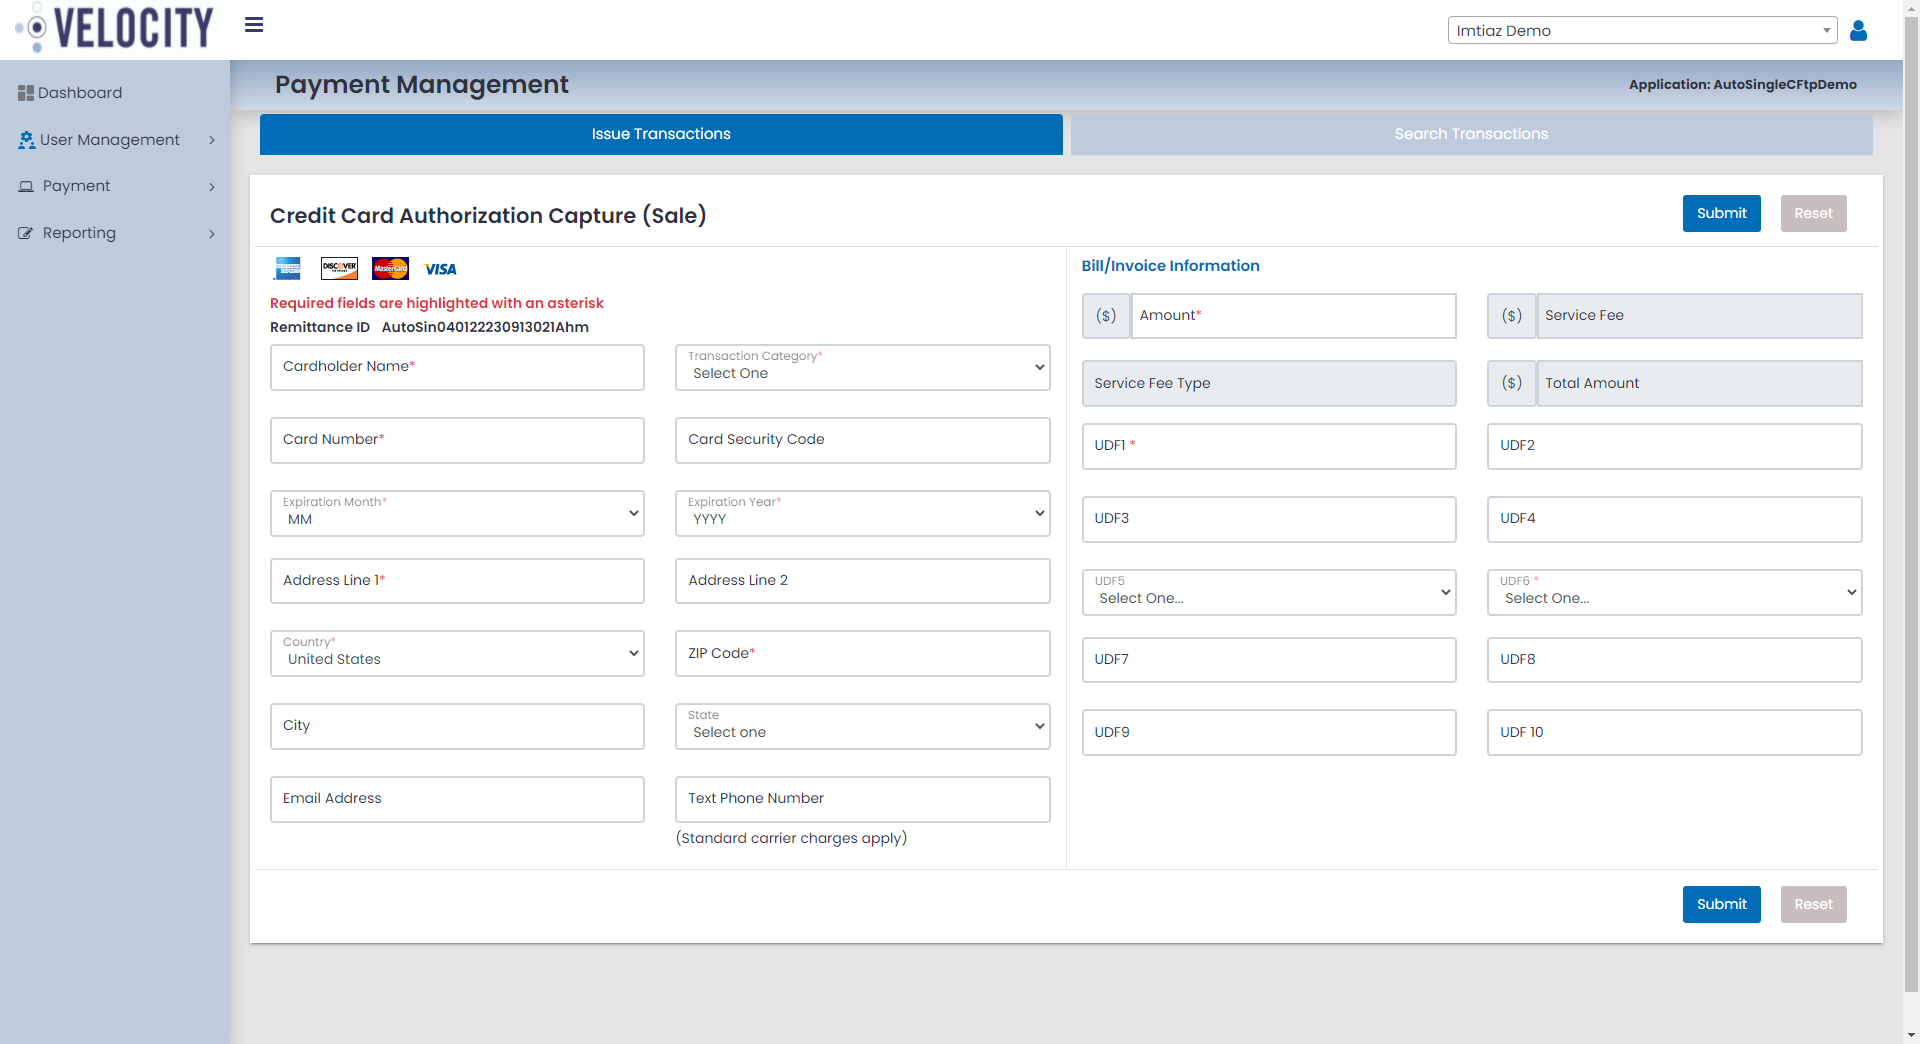 VELOCITY
Imtiaz Demo
Dashboard
User Management
Payment
Reporting
Payment Management
Application: AutoSingleCFtpDemo
Issue Transactions
Search Transactions
Credit Card Authorization Capture (Sale)
Submit
Reset
DISCOVER
MasterCard
VISA
Required fields are highlighted with an asterisk
Remittance ID AutoSin040122230913021Ahm
Cardholder Name*
Transaction Category*
Select One
Card Number*
Card Security Code
Expiration Month*
MM
Expiration Year*
YYYY
Address Line 1*
Address Line 2
Country*
United States
ZIP Code*
City
State
Select one
Email Address
Text Phone Number
(Standard carrier charges apply)
Bill/Invoice Information
($) Amount*
($) Service Fee
Service Fee Type
($) Total Amount
UDF1 *
UDF2
UDF3
UDF4
UDF5
Select One...
UDF6 *
Select One...
UDF7
UDF8
UDF9
UDF 10
Submit
Reset